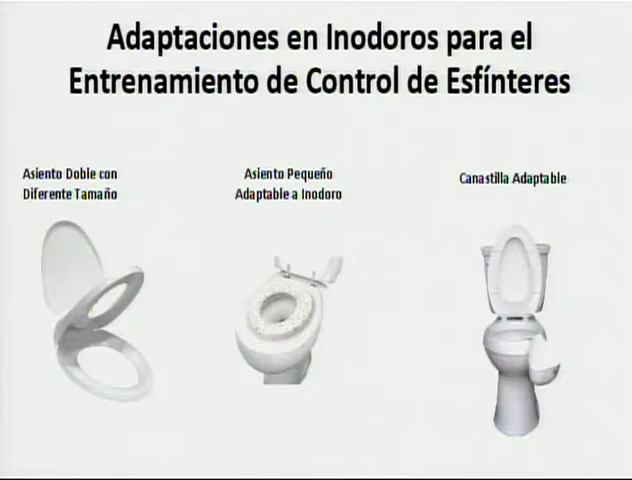 Adaptaciones en Inodoros para el
Entrenamiento de Control de Esfínteres
Asiento Doble con
Diferente Tamaño
Asiento Pequeño
Adaptable a Inodoro
Canastilla Adaptable